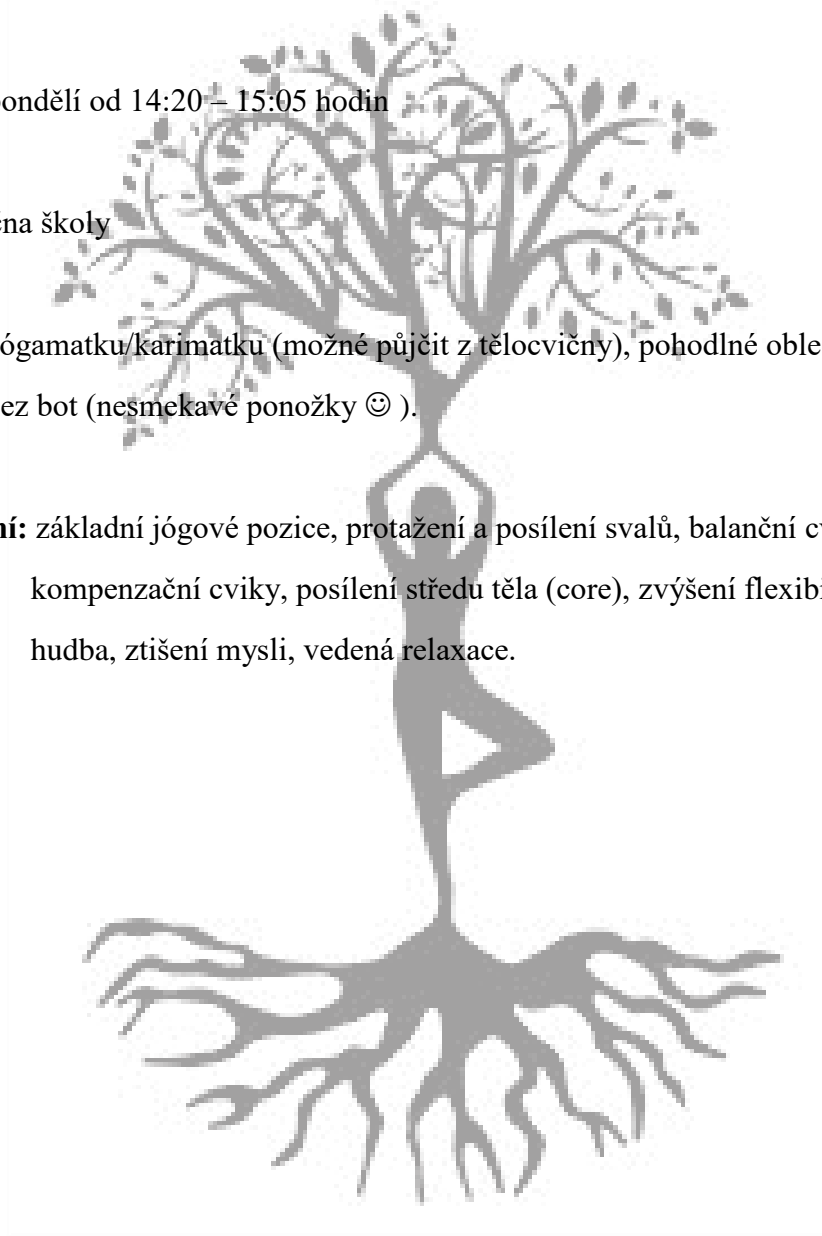 ondělí od 14:20 – 15:05 hodin
na školy
ógamatku/karimatku (možné půjčit z tělocvičny), pohodlné oble
ez bot (nesmekavé ponožky ☺ ).
ní: základní jógové pozice, protažení a posílení svalů, balanční cv
kompenzační cviky, posílení středu těla (core), zvýšení flexibi
hudba, ztišení mysli, vedená relaxace.